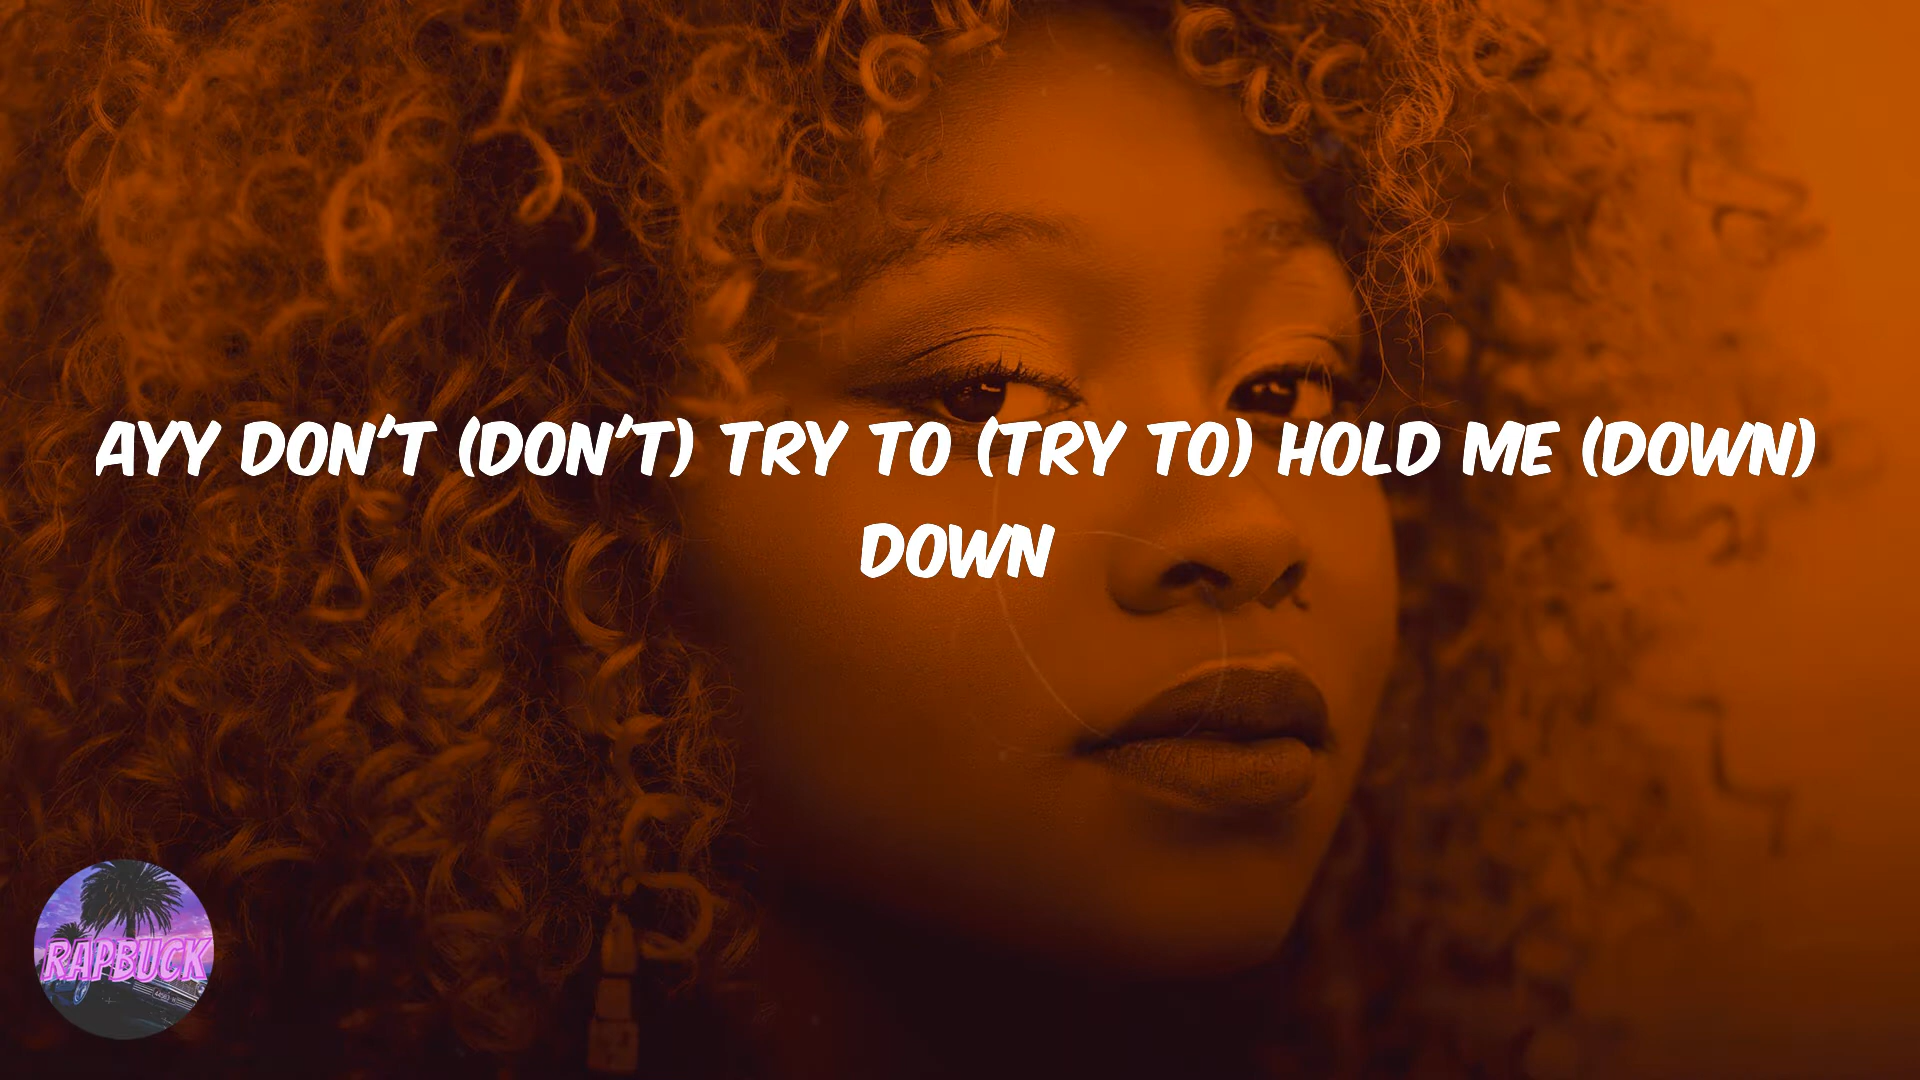 AYY DON'T (DON'T) TRY TO (TRY TO) HOLD ME (DOWN)
DOWN
RAPBUCK